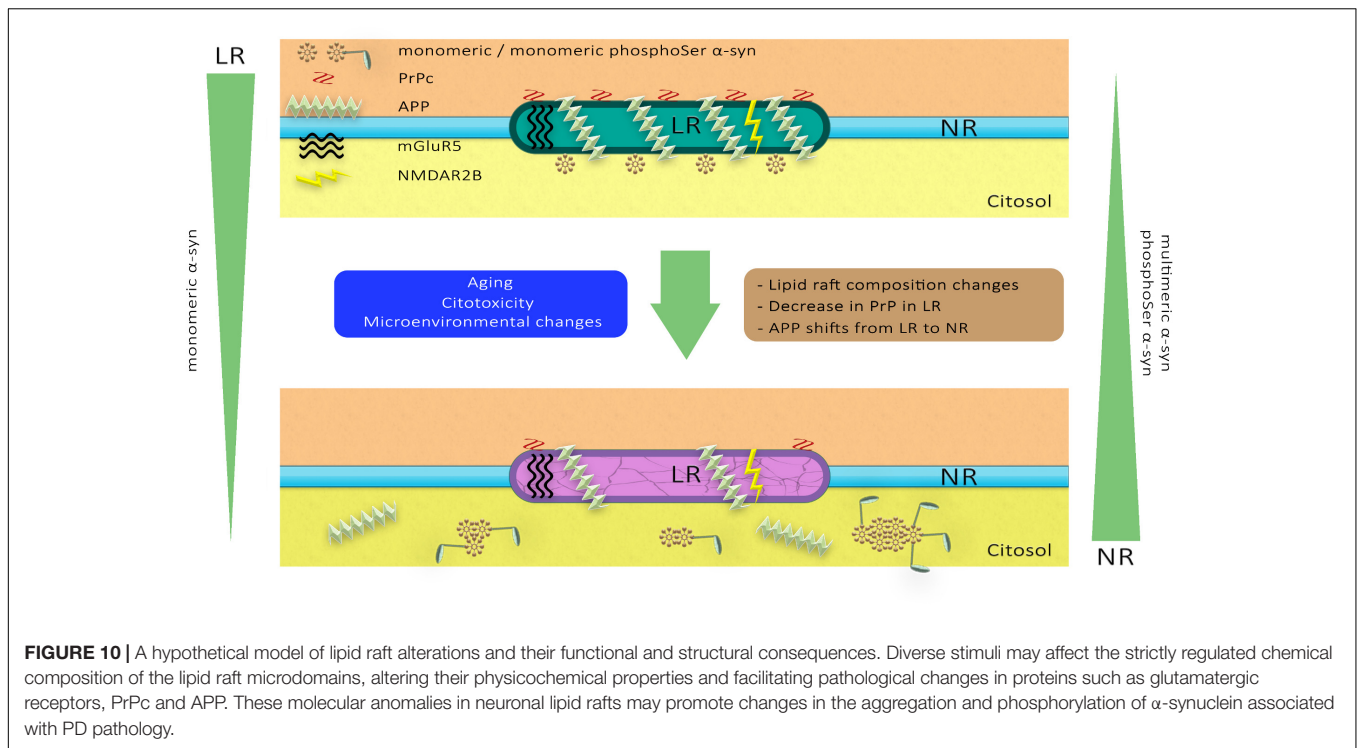 LR
monomeric / monomeric phosphoSer α-syn
PrPc
APP
mGluR5
NMDAR2B
LR
NR
Citosol
monomeric α-syn
Aging
Citotoxicity
Microenvironmental changes
- Lipid raft composition changes
- Decrease in PrP in LR
- APP shifts from LR to NR
multimeric α-syn
phosphoSer α-syn
LR
NR
Citosol
NR
FIGURE 10 | A hypothetical model of lipid raft alterations and their functional and structural consequences. Diverse stimuli may affect the strictly regulated chemical
composition of the lipid raft microdomains, altering their physicochemical properties and facilitating pathological changes in proteins such as glutamatergic
receptors, PrPc and APP. These molecular anomalies in neuronal lipid rafts may promote changes in the aggregation and phosphorylation of α-synuclein associated
with PD pathology.